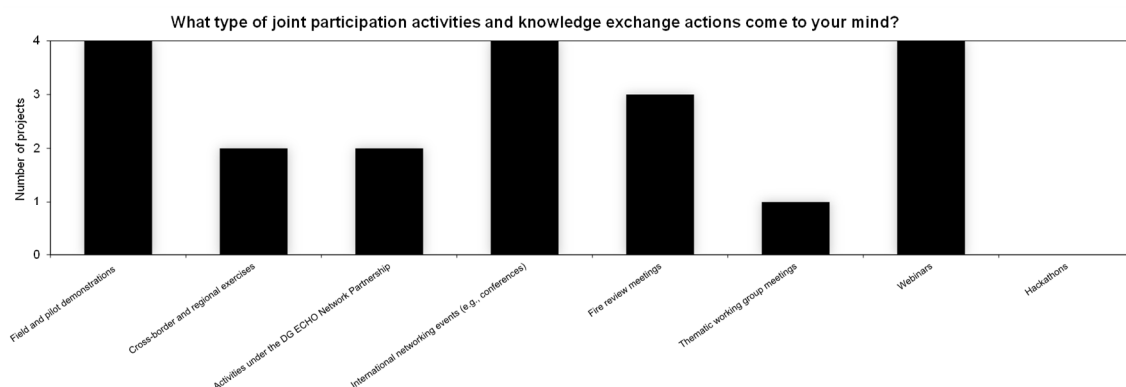 What type of joint participation activities and knowledge exchange actions come to your mind?
Number of projects
4
3
2
1
0
Field and pilot demonstrations
Cross-border and regional exercises
Activities under the DG ECHO Network Partnership
International networking events (e.g., conferences)
Fire review meetings
Thematic working group meetings
Webinars
Hackathons